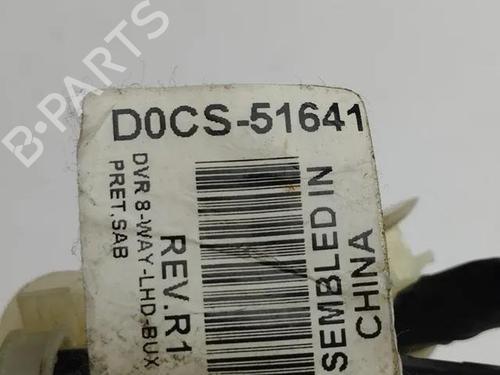 B-PARTS
D0CS-51641
DVR 8-WAY-LHD-BUX
PRET.SAB
REV.R1
SEMBLED IN
CHINA